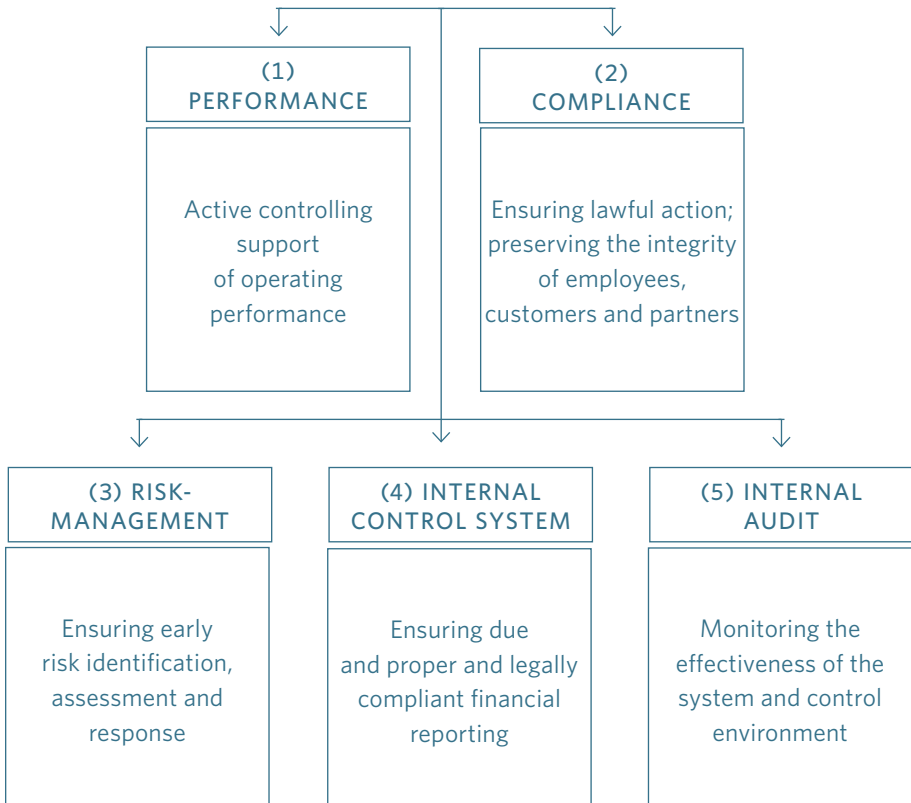 (1)
PERFORMANCE
Active controlling
support
of operating
performance
(2)
COMPLIANCE
Ensuring lawful action;
preserving the integrity
of employees,
customers and partners
(3) RISK-
MANAGEMENT
Ensuring early
risk identification,
assessment and
response
(4) INTERNAL
CONTROL SYSTEM
Ensuring due
and proper and legally
compliant financial
reporting
(5) INTERNAL
AUDIT
Monitoring the
effectiveness of the
system and control
environment